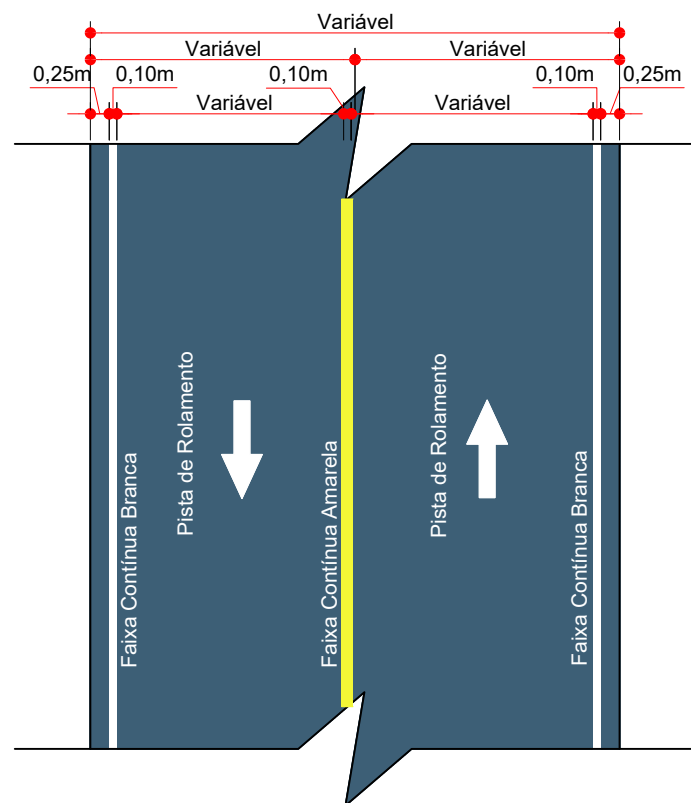 Variável
Variável
Variável
0,25m
0,10m
0,10m
0,10m
0,25m
Variável
Variável
Faixa Contínua Branca
Pista de Rolamento
Faixa Contínua Amarela
Pista de Rolamento
Faixa Contínua Branca